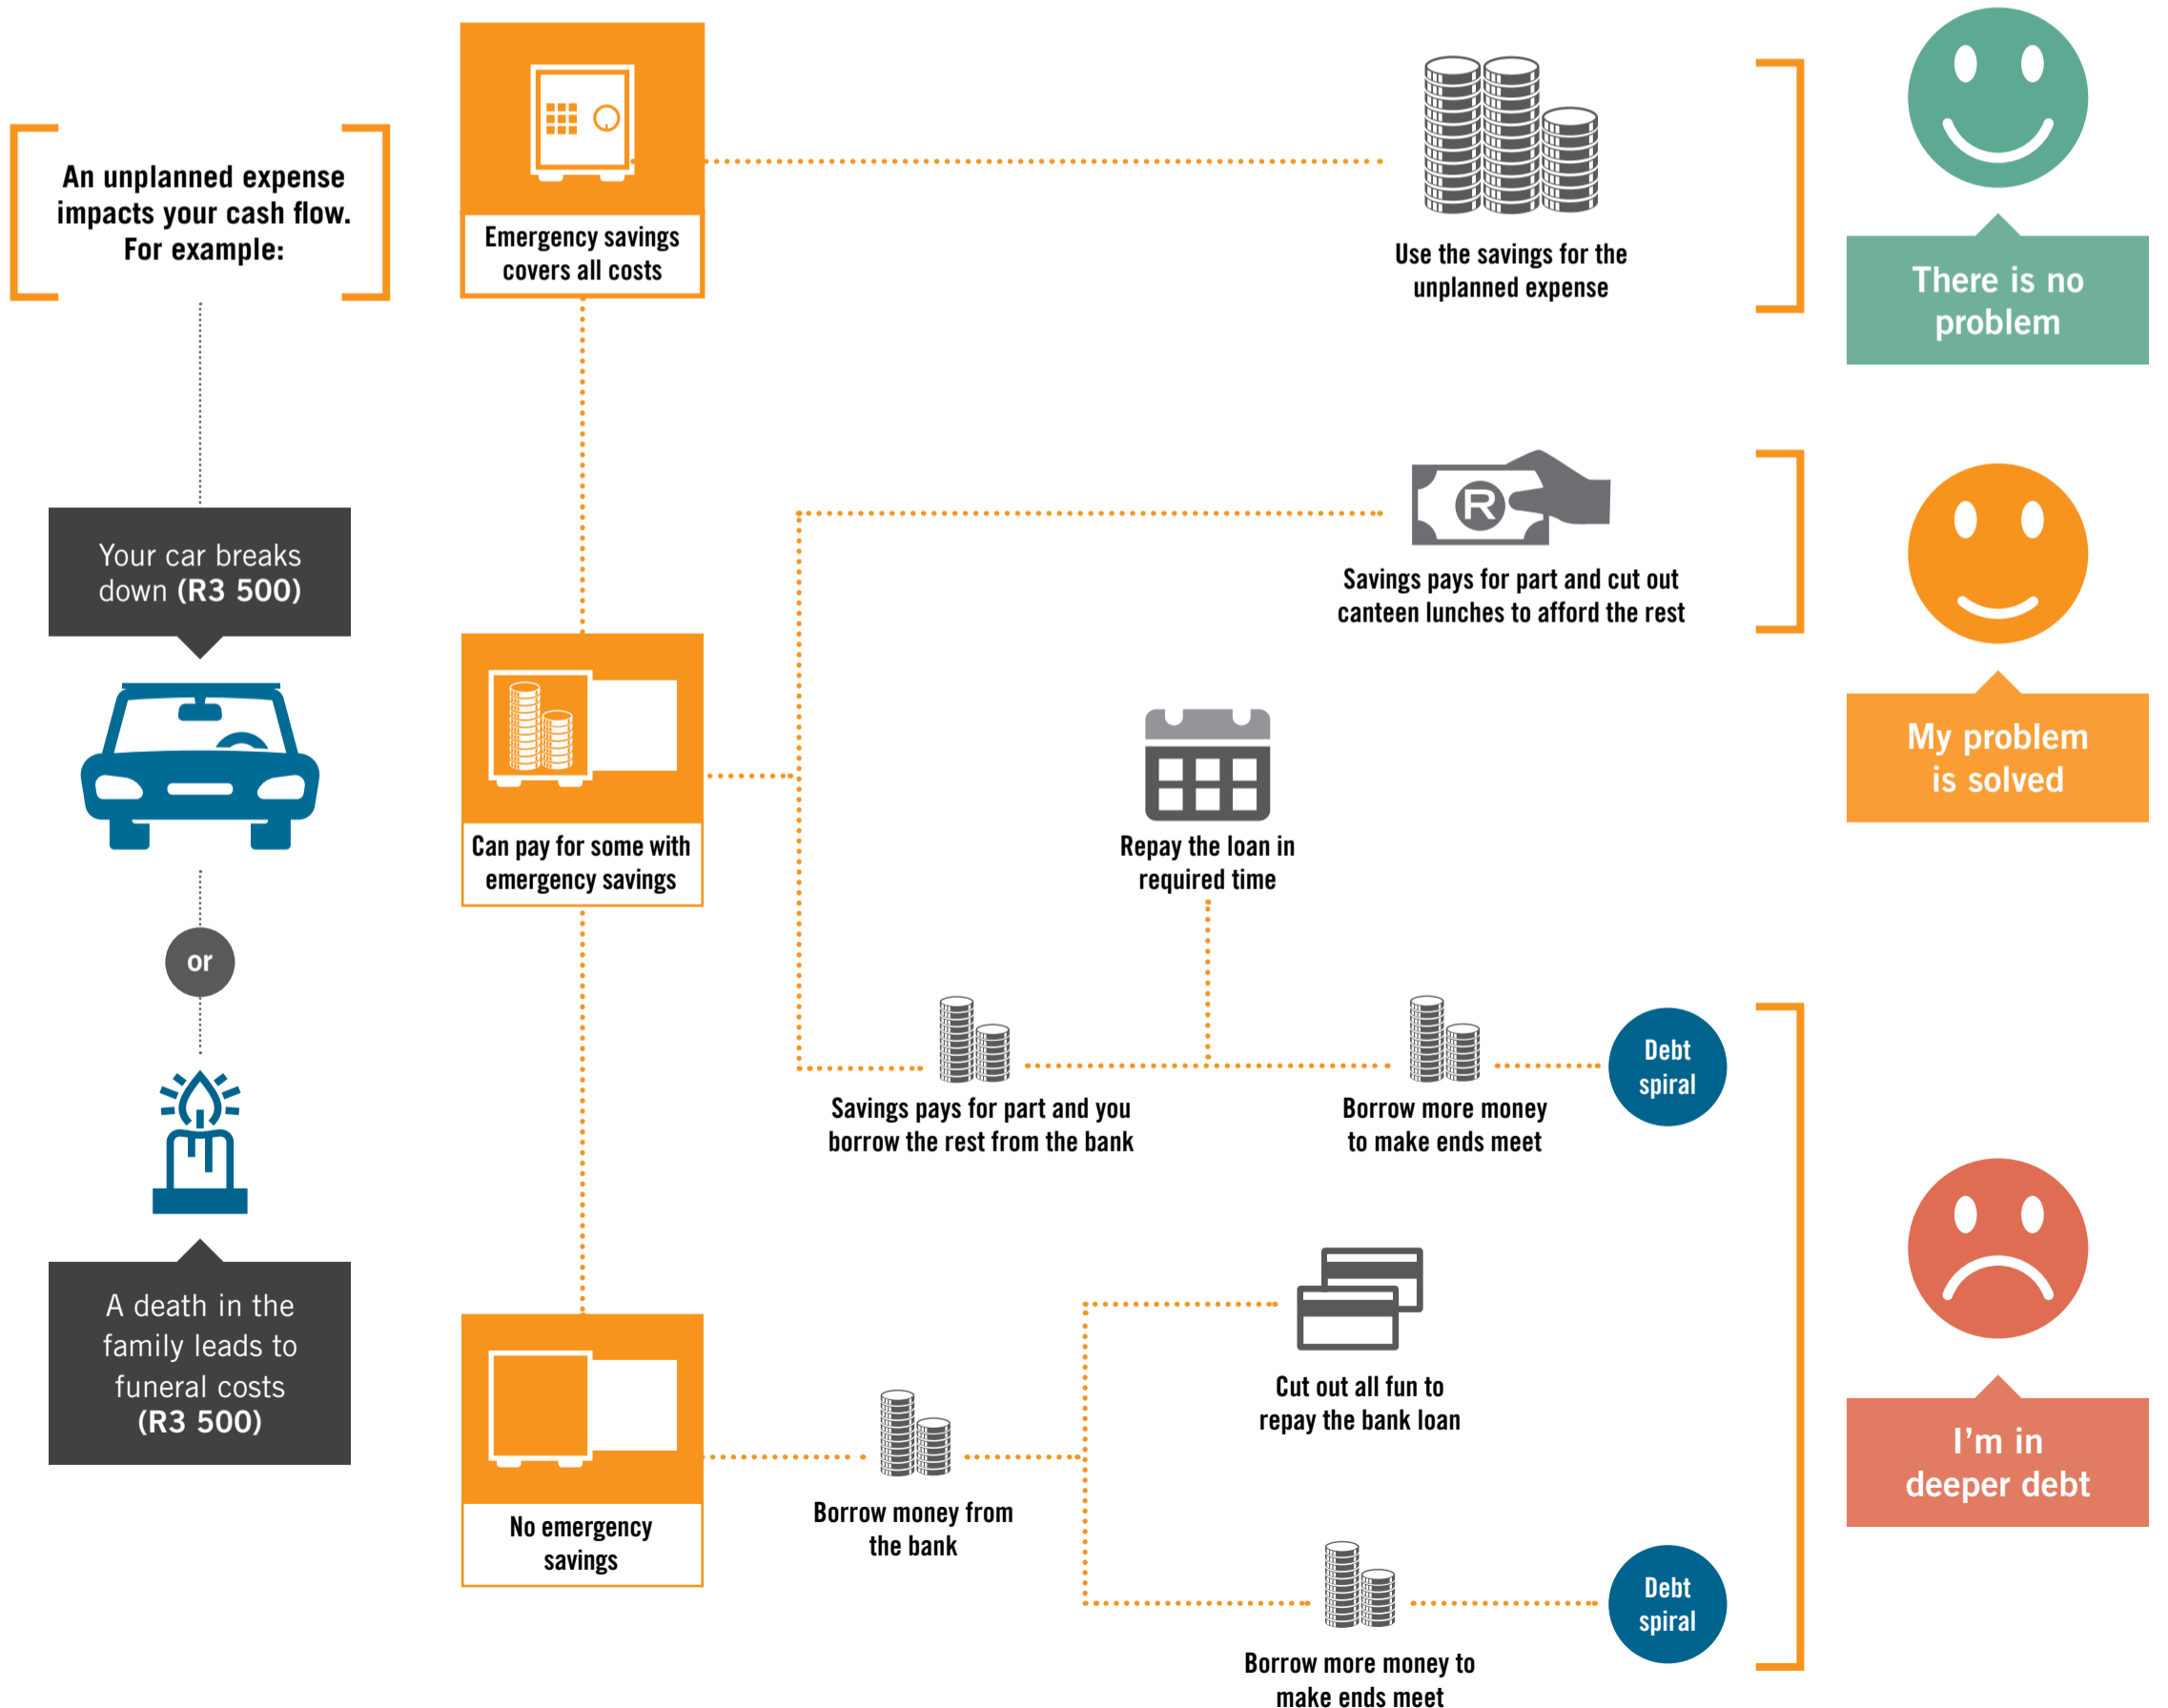 An unplanned expense
impacts your cash flow.
For example:
Your car breaks
down (R3 500)
or
A death in the
family leads to
funeral costs
(R3 500)
Emergency savings
covers all costs
Use the savings for the
unplanned expense
There is no
problem
Can pay for some with
emergency savings
R
Savings pays for part and cut out
canteen lunches to afford the rest
My problem
is solved
Repay the loan in
required time
Savings pays for part and you
borrow the rest from the bank
Borrow more money
to make ends meet
Debt
spiral
No emergency
savings
Borrow money from
the bank
Cut out all fun to
repay the bank loan
Borrow more money to
make ends meet
Debt
spiral
I'm in
deeper debt